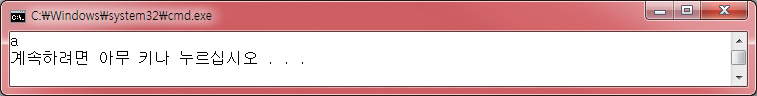 C:\Windows\system32\cmd.exe
a
계속하려면 아무 키나 누르십시오 . . .